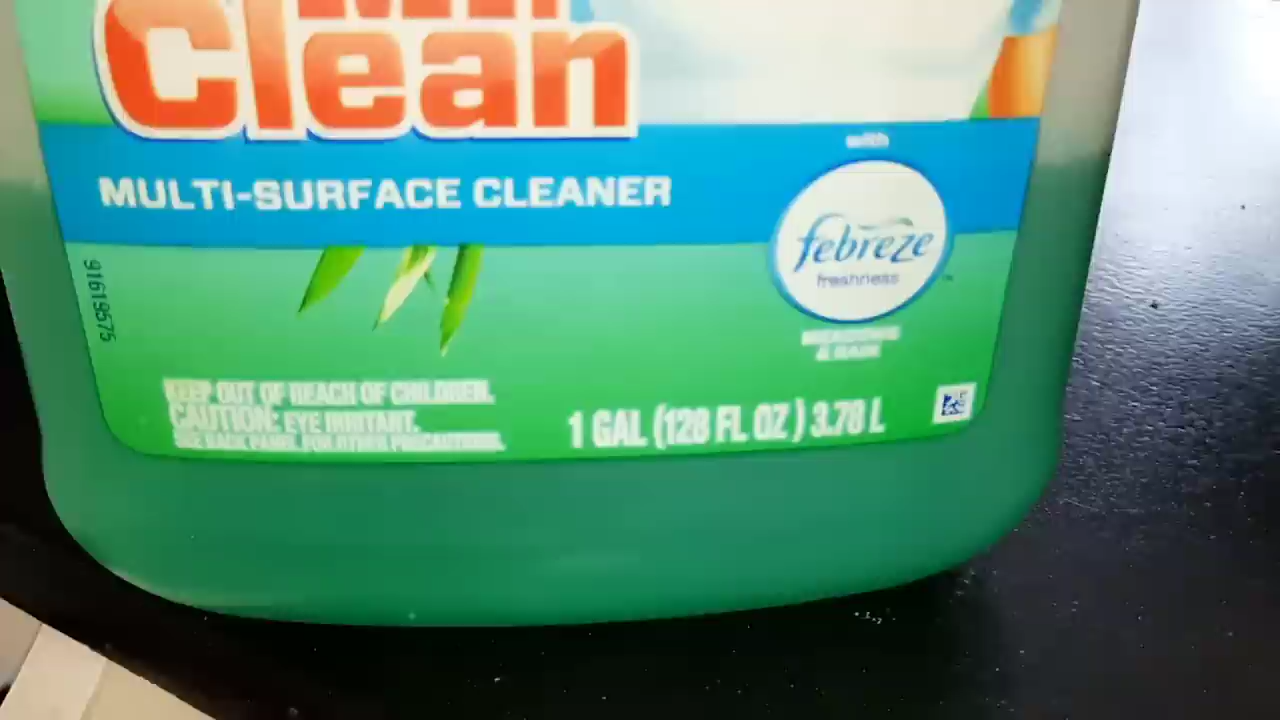 Mr.
Clean
MULTI-SURFACE CLEANER
with
febreze
freshness
91619575
KEEP OUT OF REACH OF CHILDREN.
CAUTION: EYE IRRITANT.
SEE BACK PANEL FOR OTHER PRECAUTIONS.
1 GAL (128 FL OZ) 3.78 L